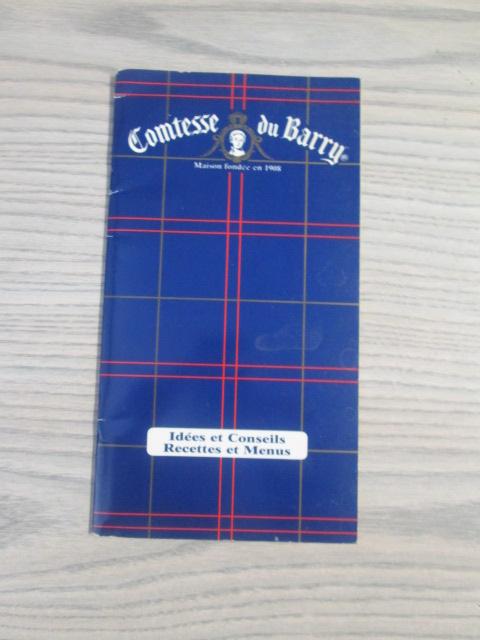 Comtesse du Barry®
Maison fondée en 1908
Idées et Conseils
Recettes et Menus